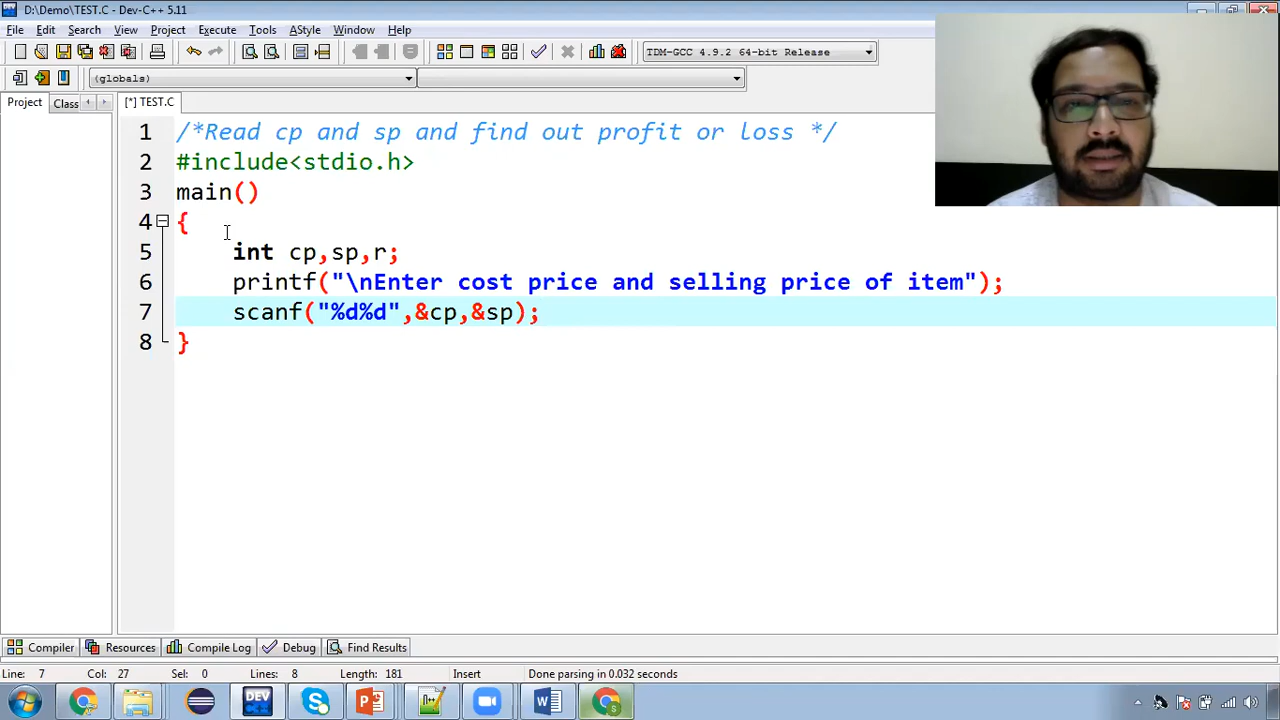 D:\Demo\TEST.C - Dev-C++ 5.11
File Edit Search View Project Execute Tools AStyle Window Help
TDM-GCC 4.9.2 64-bit Release
(globals)
Project Class [*] TEST.C
1 /*Read cp and sp and find out profit or loss */
2 #include<stdio.h>
3 main()
4 {
5 int cp,sp,r;
6 printf("\nEnter cost price and selling price of item");
7 scanf("%d%d",&cp,&sp);
8 }
Compiler Resources Compile Log Debug Find Results
Line: 7 Col: 27 Sel: 0 Lines: 8 Length: 181 Insert Done parsing in 0.032 seconds
DEV C++